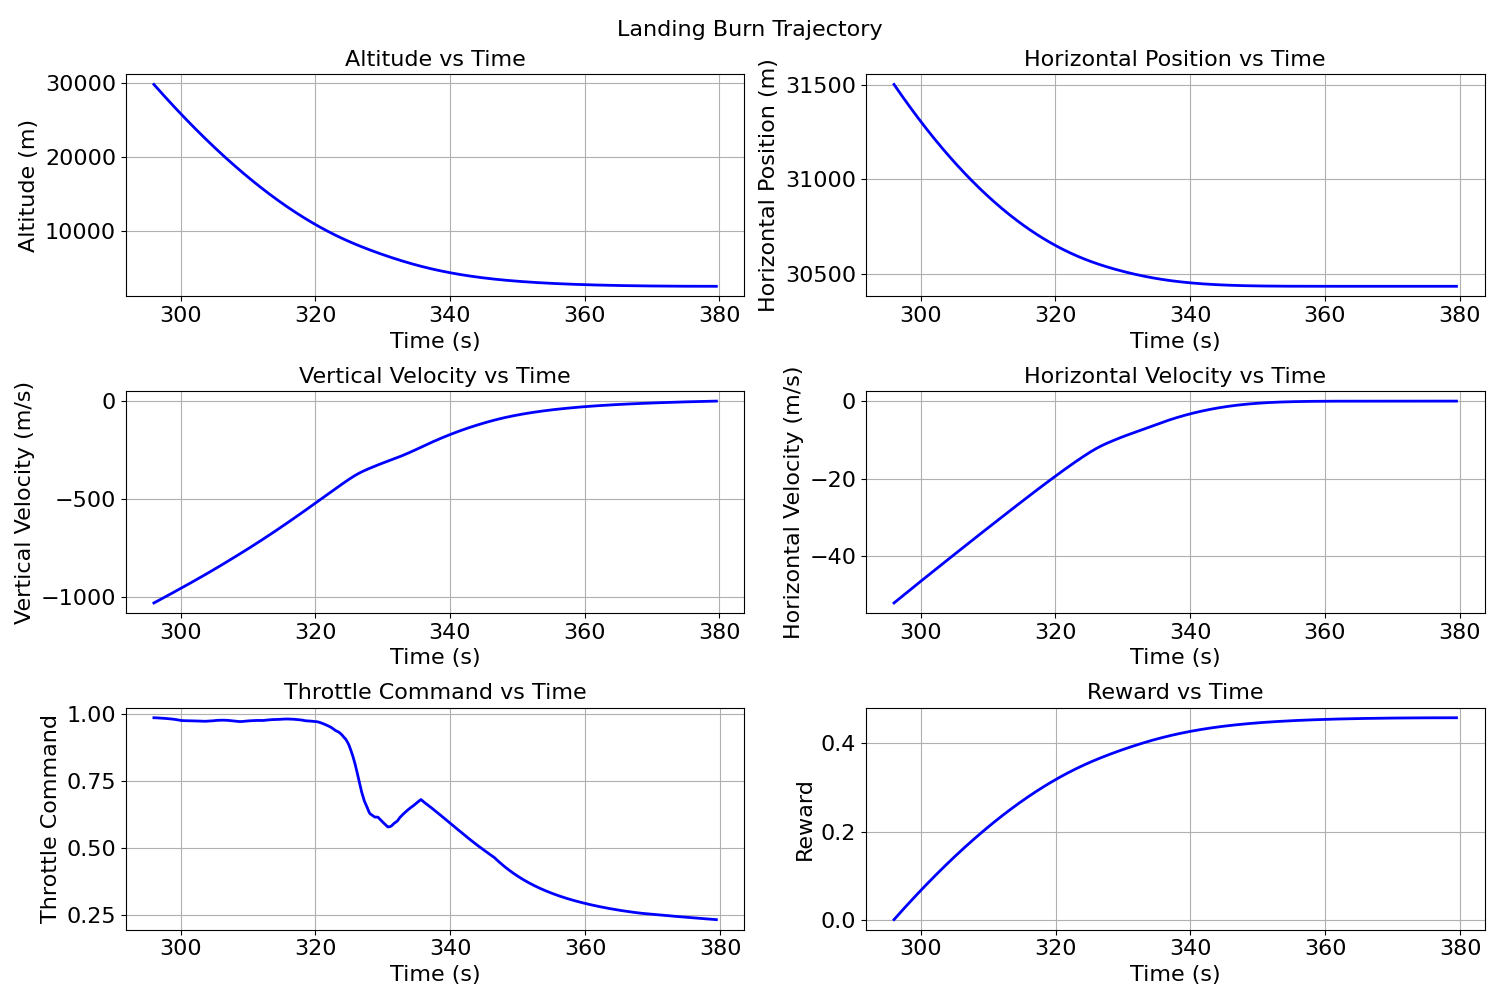 Landing Burn Trajectory
Altitude vs Time
Altitude (m)
30000
20000
10000
300 320 340 360 380
Time (s)
Horizontal Position vs Time
Horizontal Position (m)
31500
31000
30500
300 320 340 360 380
Time (s)
Vertical Velocity vs Time
Vertical Velocity (m/s)
0
−500
−1000
300 320 340 360 380
Time (s)
Horizontal Velocity vs Time
Horizontal Velocity (m/s)
0
−20
−40
300 320 340 360 380
Time (s)
Throttle Command vs Time
Throttle Command
1.00
0.75
0.50
0.25
300 320 340 360 380
Time (s)
Reward vs Time
Reward
0.4
0.2
0.0
300 320 340 360 380
Time (s)